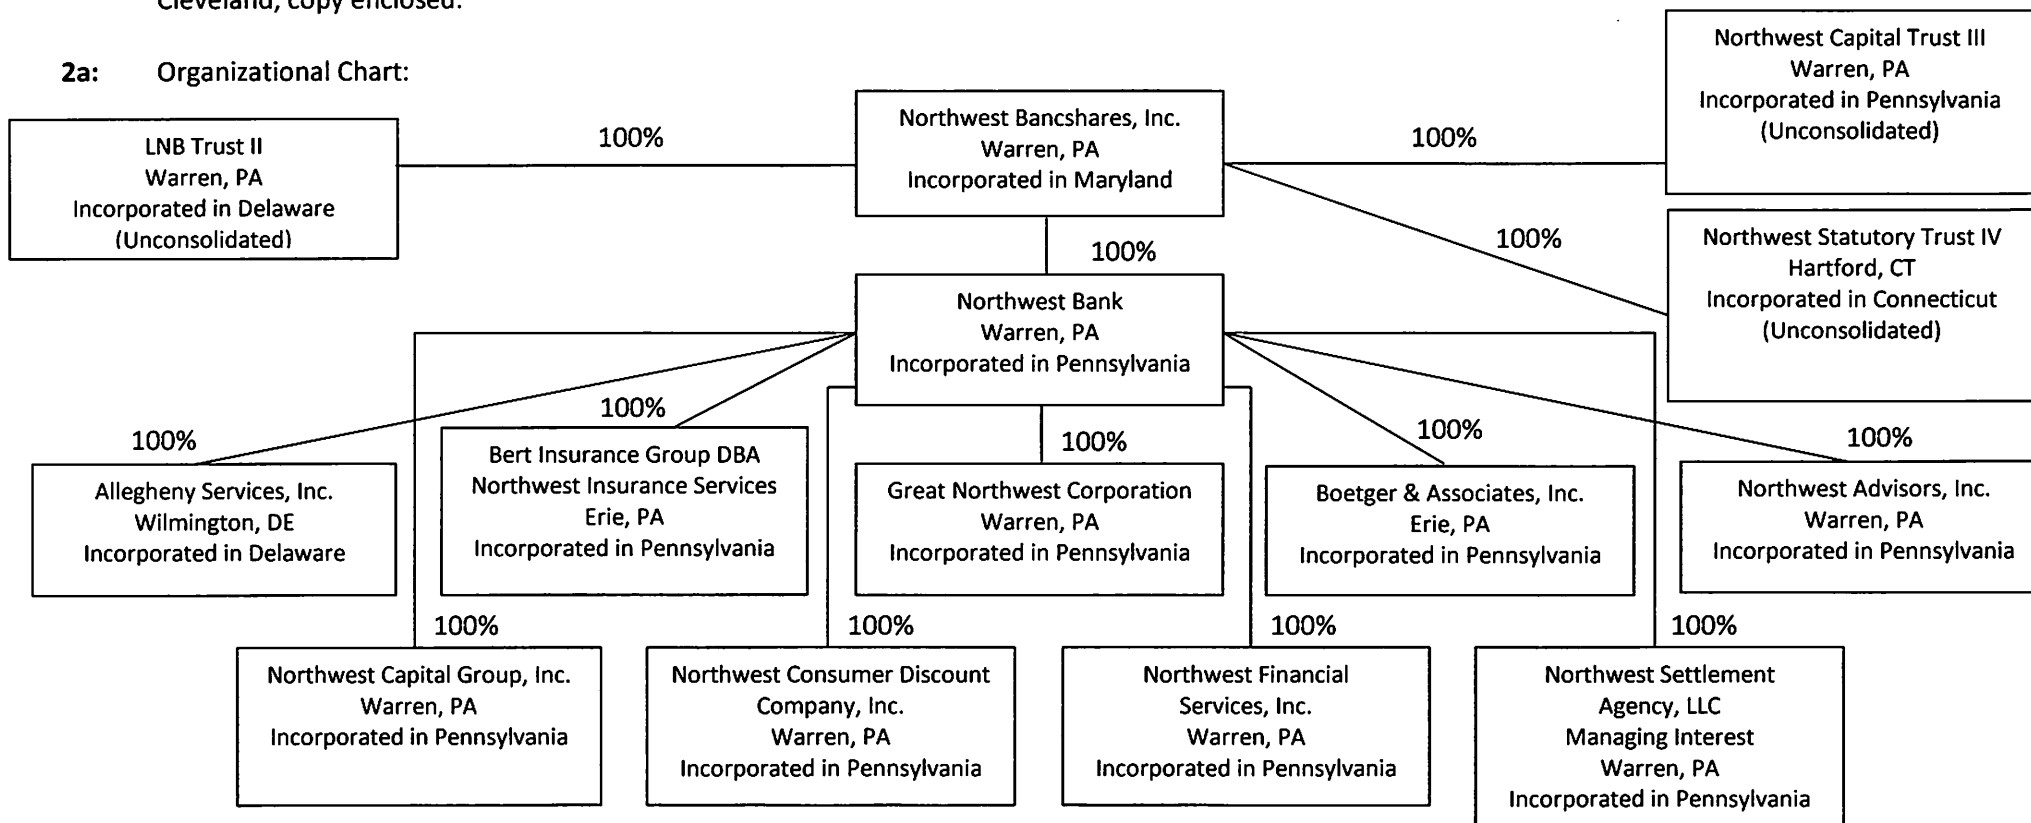 Cleveland, copy enclosed.
2a: Organizational Chart:
Northwest Capital Trust III
Warren, PA
Incorporated in Pennsylvania
(Unconsolidated)
LNB Trust II
Warren, PA
Incorporated in Delaware
(Unconsolidated)
100%
Northwest Bancshares, Inc.
Warren, PA
Incorporated in Maryland
100%
Northwest Statutory Trust IV
Hartford, CT
Incorporated in Connecticut
(Unconsolidated)
100%
100%
Northwest Bank
Warren, PA
Incorporated in Pennsylvania
100%
Allegheny Services, Inc.
Wilmington, DE
Incorporated in Delaware
100%
Bert Insurance Group DBA
Northwest Insurance Services
Erie, PA
Incorporated in Pennsylvania
100%
Great Northwest Corporation
Warren, PA
Incorporated in Pennsylvania
100%
Boetger & Associates, Inc.
Erie, PA
Incorporated in Pennsylvania
100%
Northwest Advisors, Inc.
Warren, PA
Incorporated in Pennsylvania
100%
Northwest Capital Group, Inc.
Warren, PA
Incorporated in Pennsylvania
100%
Northwest Consumer Discount
Company, Inc.
Warren, PA
Incorporated in Pennsylvania
100%
Northwest Financial
Services, Inc.
Warren, PA
Incorporated in Pennsylvania
100%
Northwest Settlement
Agency, LLC
Managing Interest
Warren, PA
Incorporated in Pennsylvania